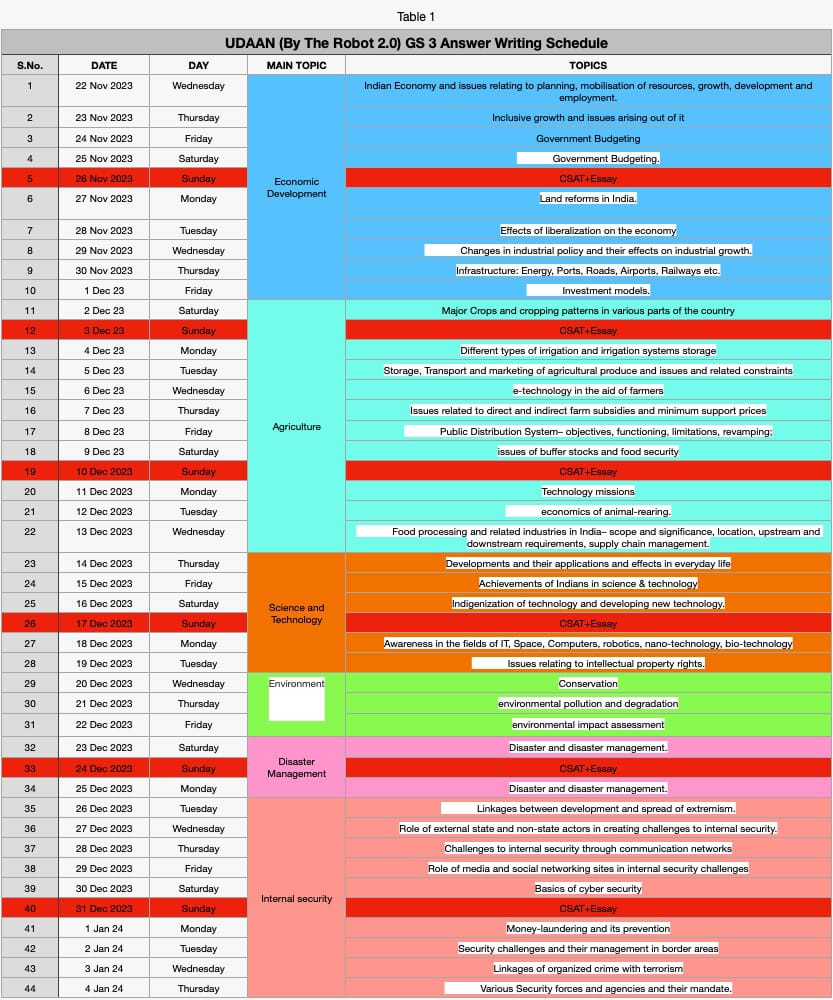 Table 1
UDAAN (By The Robot 2.0) GS 3 Answer Writing Schedule
S.No. DATE DAY MAIN TOPIC TOPICS
1 22 Nov 2023 Wednesday Indian Economy and issues relating to planning, mobilisation of resources, growth, development and
employment.
2 23 Nov 2023 Thursday Inclusive growth and issues arising out of it
3 24 Nov 2023 Friday Government Budgeting
4 25 Nov 2023 Saturday Government Budgeting.
5 26 Nov 2023 Sunday CSAT+Essay
Economic
Development
6 27 Nov 2023 Monday Land reforms in India.
7 28 Nov 2023 Tuesday Effects of liberalization on the economy
8 29 Nov 2023 Wednesday Changes in industrial policy and their effects on industrial growth.
9 30 Nov 2023 Thursday Infrastructure: Energy, Ports, Roads, Airports, Railways etc.
10 1 Dec 23 Friday Investment models.
11 2 Dec 23 Saturday Major Crops and cropping patterns in various parts of the country
12 3 Dec 23 Sunday CSAT+Essay
13 4 Dec 23 Monday Different types of irrigation and irrigation systems storage
14 5 Dec 23 Tuesday Storage, Transport and marketing of agricultural produce and issues and related constraints
15 6 Dec 23 Wednesday e-technology in the aid of farmers
16 7 Dec 23 Thursday Issues related to direct and indirect farm subsidies and minimum support prices
17 8 Dec 23 Friday Agriculture Public Distribution System– objectives, functioning, limitations, revamping;
18 9 Dec 23 Saturday issues of buffer stocks and food security
19 10 Dec 2023 Sunday CSAT+Essay
20 11 Dec 2023 Monday Technology missions
21 12 Dec 2023 Tuesday economics of animal-rearing.
22 13 Dec 2023 Wednesday Food processing and related industries in India– scope and significance, location, upstream and
downstream requirements, supply chain management.
23 14 Dec 2023 Thursday Developments and their applications and effects in everyday life
24 15 Dec 2023 Friday Achievements of Indians in science & technology
25 16 Dec 2023 Saturday Indigenization of technology and developing new technology.
Science and
Technology
26 17 Dec 2023 Sunday CSAT+Essay
27 18 Dec 2023 Monday Awareness in the fields of IT, Space, Computers, robotics, nano-technology, bio-technology
28 19 Dec 2023 Tuesday Issues relating to intellectual property rights.
29 20 Dec 2023 Wednesday Environment Conservation
30 21 Dec 2023 Thursday environmental pollution and degradation
31 22 Dec 2023 Friday environmental impact assessment
32 23 Dec 2023 Saturday Disaster and disaster management.
Disaster
Management
33 24 Dec 2023 Sunday CSAT+Essay
34 25 Dec 2023 Monday Disaster and disaster management.
35 26 Dec 2023 Tuesday Linkages between development and spread of extremism.
36 27 Dec 2023 Wednesday Role of external state and non-state actors in creating challenges to internal security.
37 28 Dec 2023 Thursday Challenges to internal security through communication networks
38 29 Dec 2023 Friday Role of media and social networking sites in internal security challenges
39 30 Dec 2023 Saturday Basics of cyber security
Internal security
40 31 Dec 2023 Sunday CSAT+Essay
41 1 Jan 24 Monday Money-laundering and its prevention
42 2 Jan 24 Tuesday Security challenges and their management in border areas
43 3 Jan 24 Wednesday Linkages of organized crime with terrorism
44 4 Jan 24 Thursday Various Security forces and agencies and their mandate.